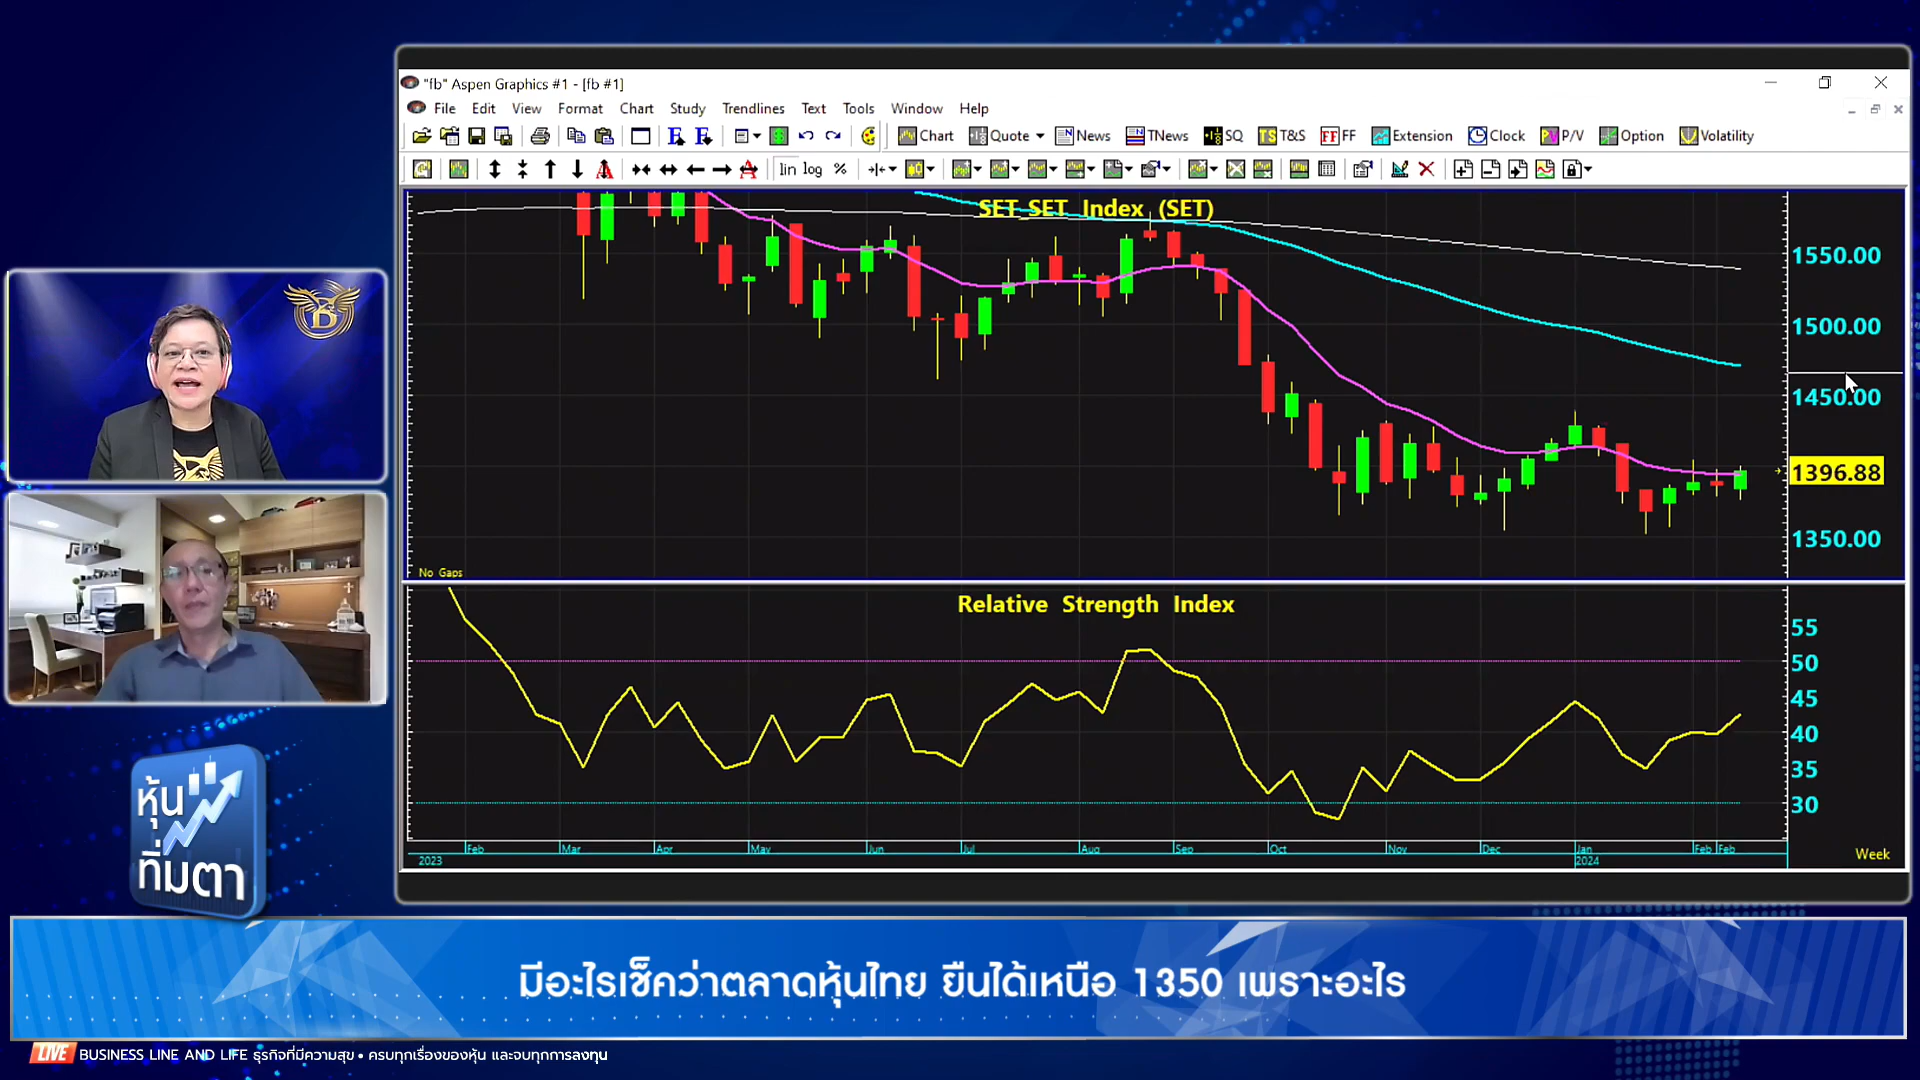 "fb" Aspen Graphics #1 - [fb #1]
File Edit View Format Chart Study Trendlines Text Tools Window Help
Chart Quote News TNews SQ T&S FF Extension Clock P/V Option Volatility
lin log %
SET SET Index (SET)
1550.00
1500.00
1450.00
1396.88
1350.00
No Gaps
Relative Strength Index
55
50
45
40
35
30
Feb Mar Apr May Jun Jul Aug Sep Oct Nov Dec Jan Feb Feb
2023 2024
Week
หุ้น
ทิ่มตา
มีอะไรเช็คว่าตลาดหุ้นไทย ยืนได้เหนือ 1350 เพราะอะไร
LIVE BUSINESS LINE AND LIFE ธุรกิจที่มีความสุข • ครบทุกเรื่องของหุ้น และจบทุกการลงทุน